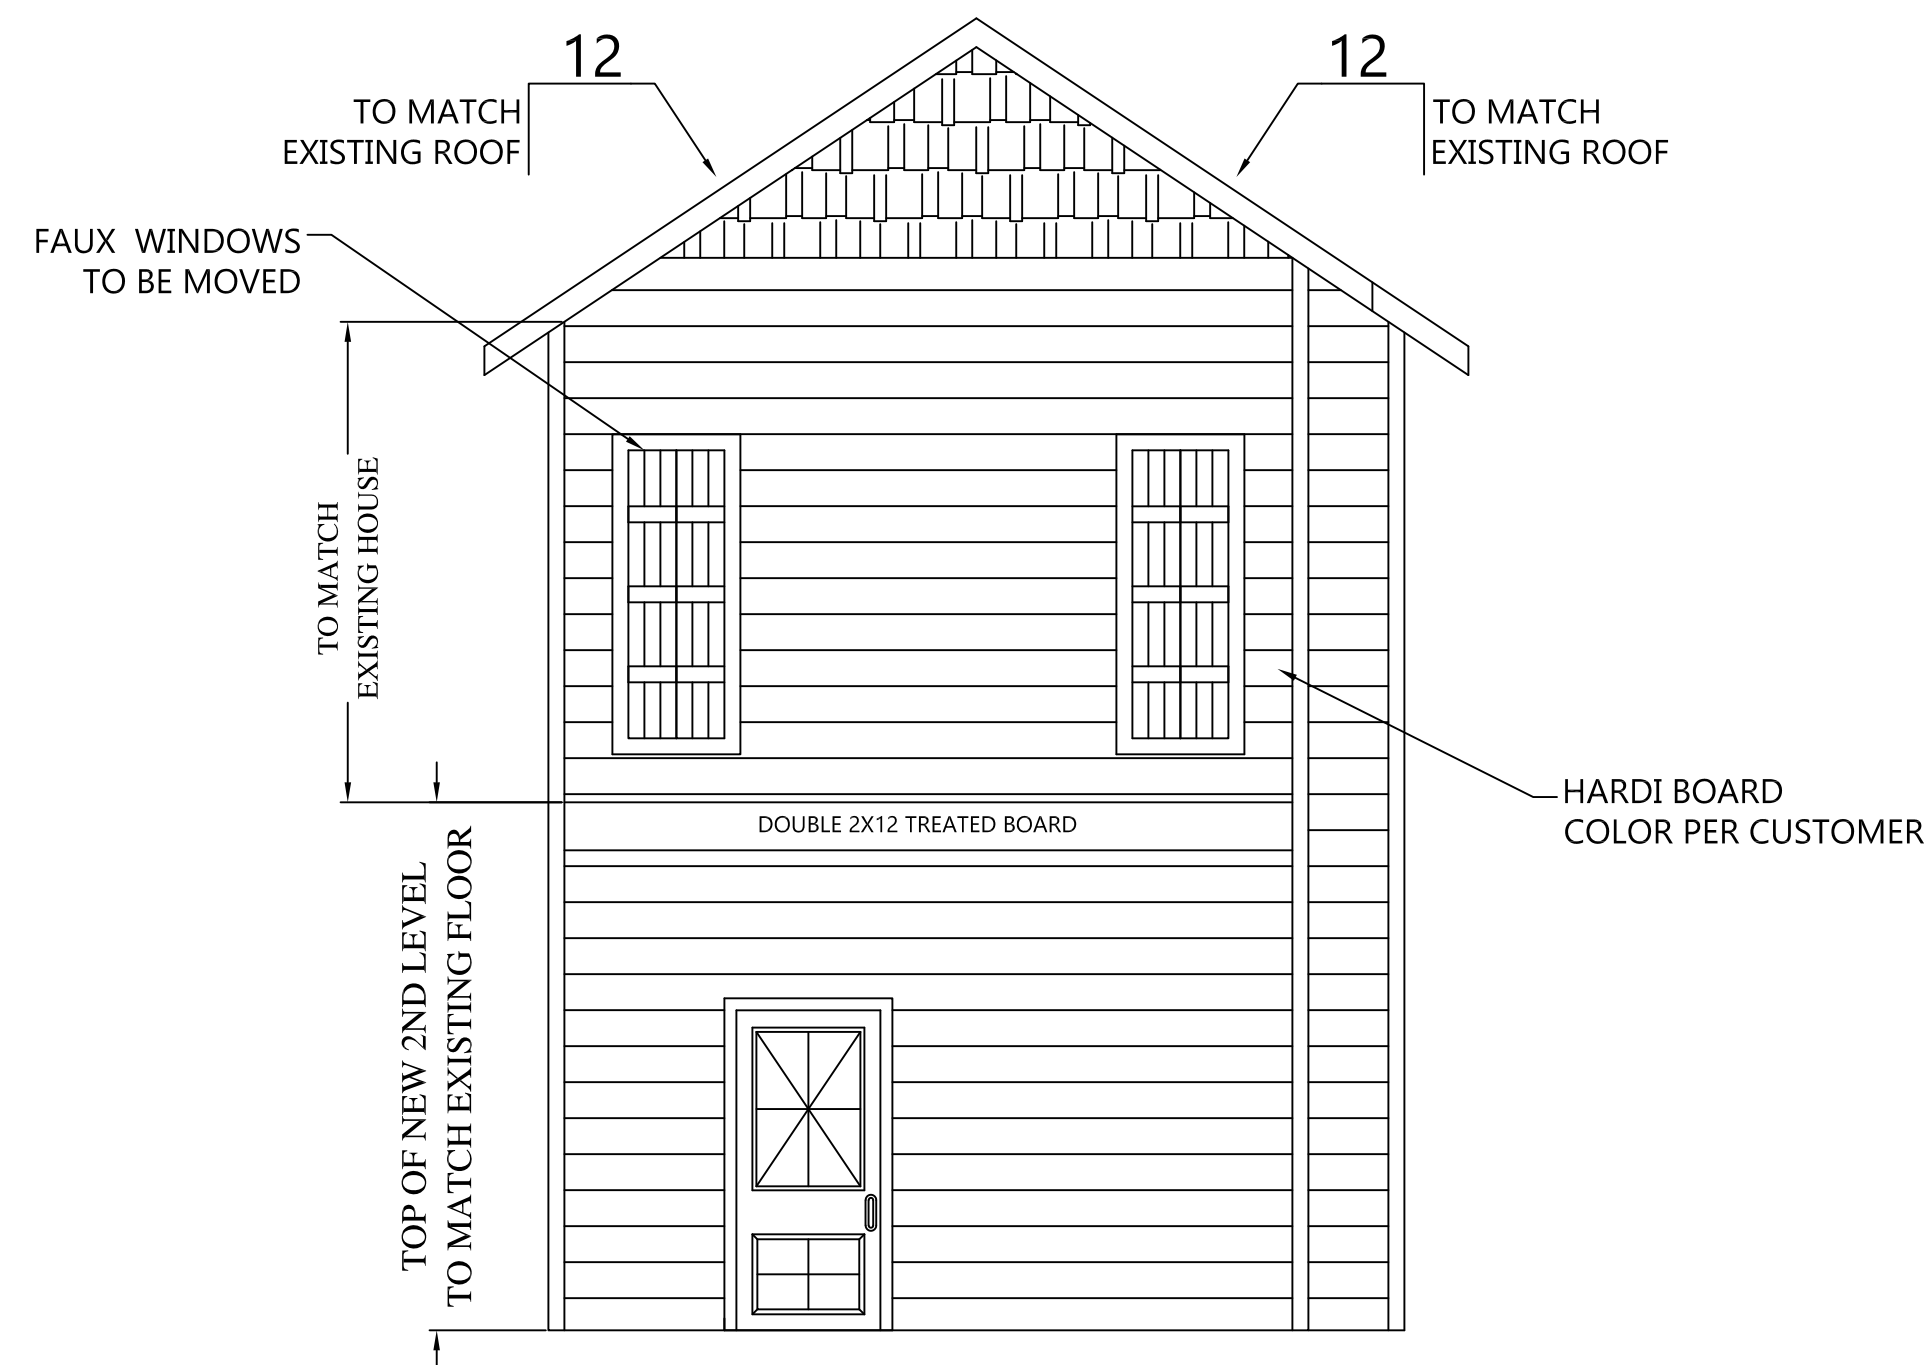 12
TO MATCH
EXISTING ROOF
12
TO MATCH
EXISTING ROOF
FAUX WINDOWS
TO BE MOVED
TO MATCH
EXISTING HOUSE
HARDI BOARD
COLOR PER CUSTOMER
DOUBLE 2X12 TREATED BOARD
TOP OF NEW 2ND LEVEL
TO MATCH EXISTING FLOOR